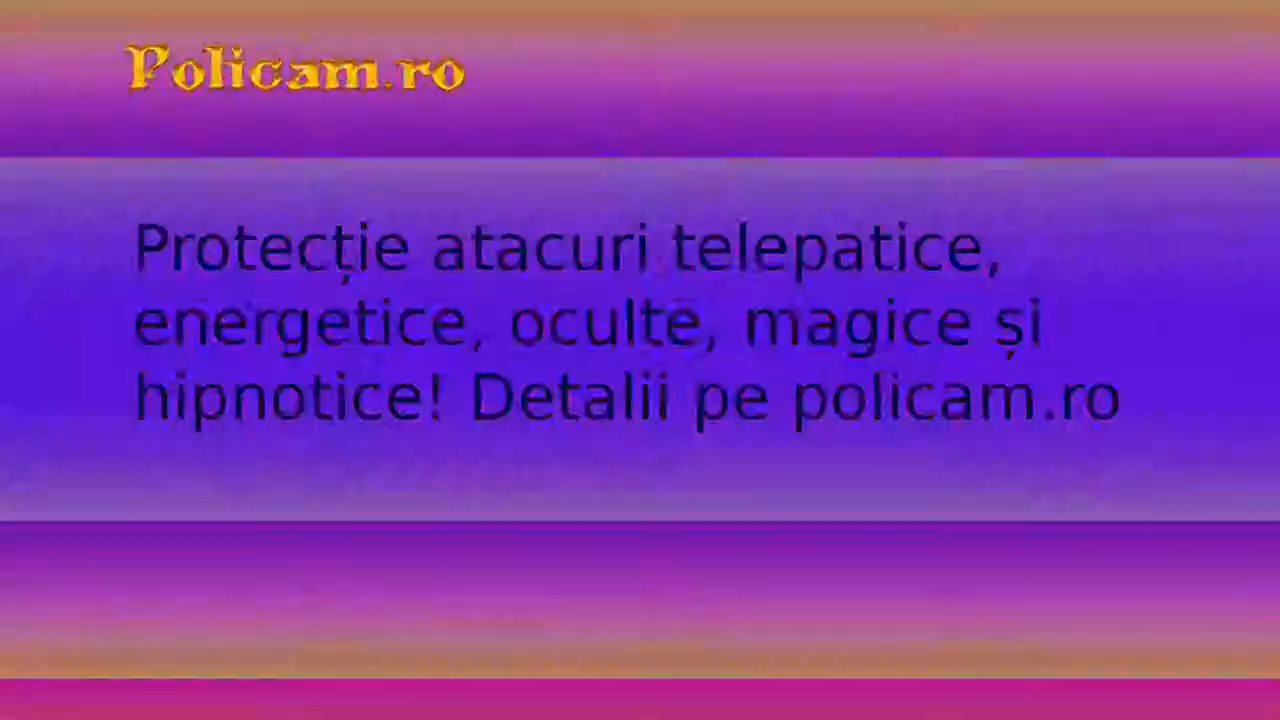 Policam.ro
Protecție atacuri telepatice,
energetice, oculte, magice și
hipnotice! Detalii pe policam.ro